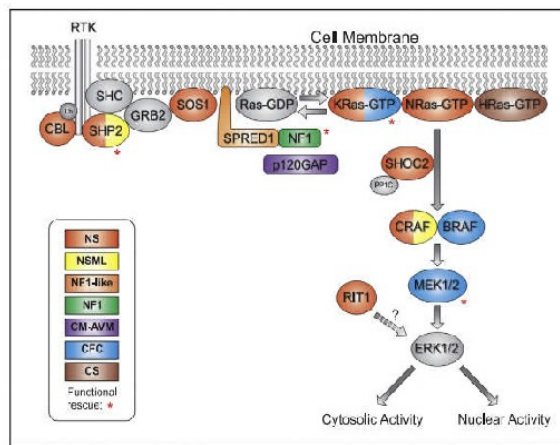 RTK
Cell Membrane
SHC
GRB2
SOS1
CBL
SHP2
*
Ras-GDP
KRas-GTP
*
NRas-GTP
HRas-GTP
SPRED1
NF1
*
p120GAP
SHOC2
PP1C
CRAF
BRAF
MEK1/2
*
RIT1
?
ERK1/2
Cytosolic Activity
Nuclear Activity
NS
NSML
NF1-like
NF1
CM-AVM
CFC
CS
Functional
rescue: *